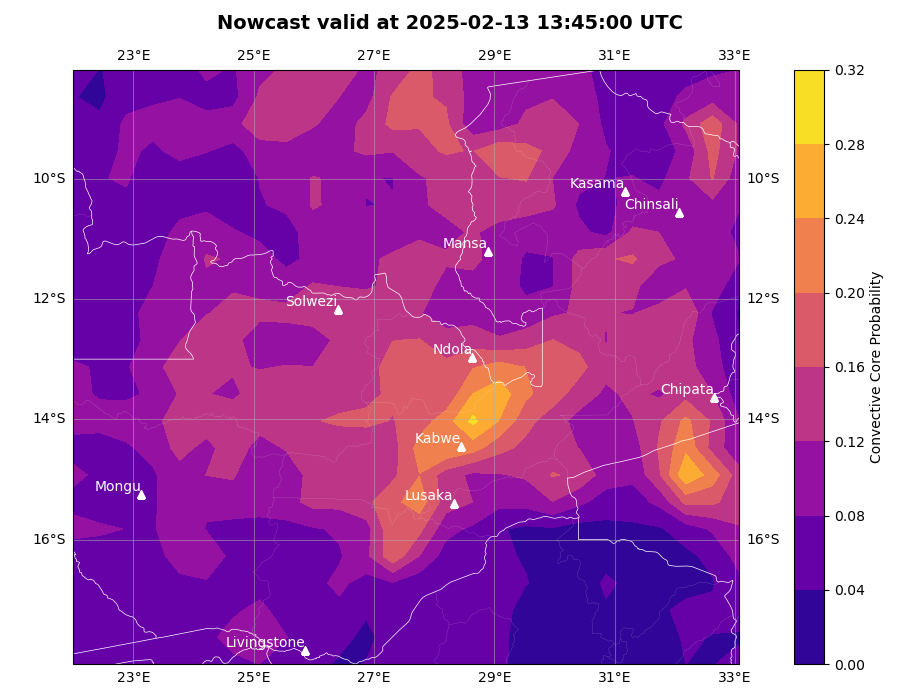 Nowcast valid at 2025-02-13 13:45:00 UTC
23°E 25°E 27°E 29°E 31°E 33°E
0.32
0.28
10°S Kasama 10°S
Chinsali
0.24
Mansa
12°S Solwezi 12°S
0.20
Ndola
0.16
Chipata
14°S 14°S
Kabwe
0.12
Mongu Lusaka
0.08
16°S 16°S
0.04
Livingstone
0.00
23°E 25°E 27°E 29°E 31°E 33°E
Convective Core Probability